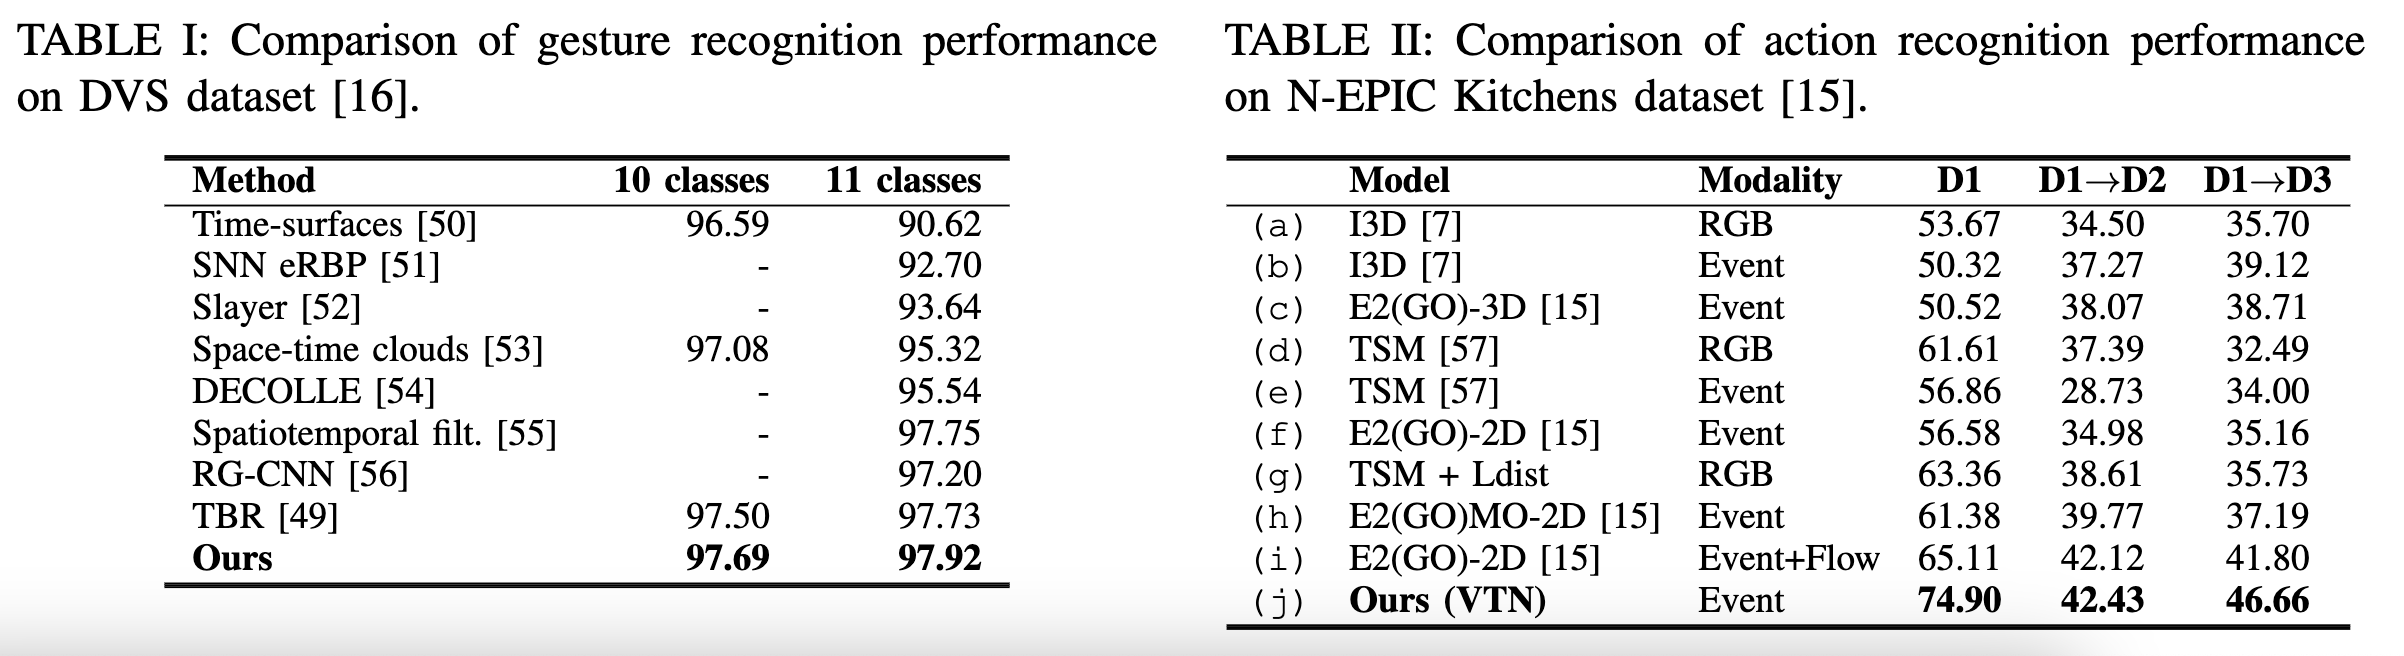 TABLE I: Comparison of gesture recognition performance
on DVS dataset [16].
Method 10 classes 11 classes
Time-surfaces [50] 96.59 90.62
SNN eRBP [51] - 92.70
Slayer [52] - 93.64
Space-time clouds [53] 97.08 95.32
DECOLLE [54] - 95.54
Spatiotemporal filt. [55] - 97.75
RG-CNN [56] - 97.20
TBR [49] 97.50 97.73
Ours 97.69 97.92
TABLE II: Comparison of action recognition performance
on N-EPIC Kitchens dataset [15].
Model Modality D1 D1→D2 D1→D3
(a) I3D [7] RGB 53.67 34.50 35.70
(b) I3D [7] Event 50.32 37.27 39.12
(c) E2(GO)-3D [15] Event 50.52 38.07 38.71
(d) TSM [57] RGB 61.61 37.39 32.49
(e) TSM [57] Event 56.86 28.73 34.00
(f) E2(GO)-2D [15] Event 56.58 34.98 35.16
(g) TSM + Ldist RGB 63.36 38.61 35.73
(h) E2(GO)MO-2D [15] Event 61.38 39.77 37.19
(i) E2(GO)-2D [15] Event+Flow 65.11 42.12 41.80
(j) Ours (VTN) Event 74.90 42.43 46.66